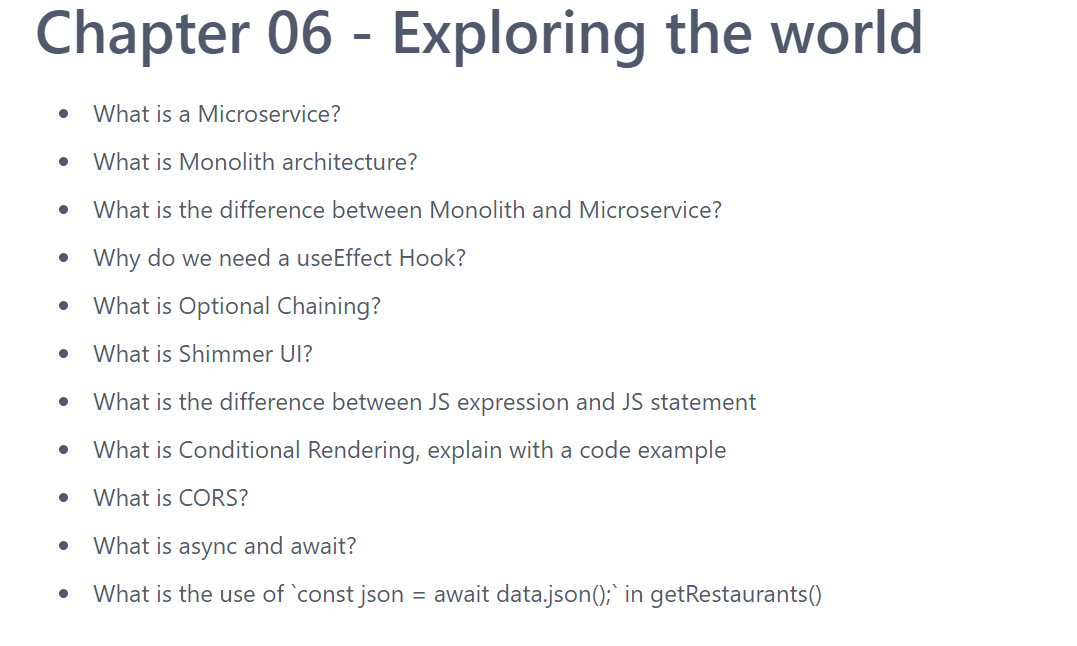 Chapter 06 - Exploring the world
• What is a Microservice?
• What is Monolith architecture?
• What is the difference between Monolith and Microservice?
• Why do we need a useEffect Hook?
• What is Optional Chaining?
• What is Shimmer UI?
• What is the difference between JS expression and JS statement
• What is Conditional Rendering, explain with a code example
• What is CORS?
• What is async and await?
• What is the use of `const json = await data.json();` in getRestaurants()